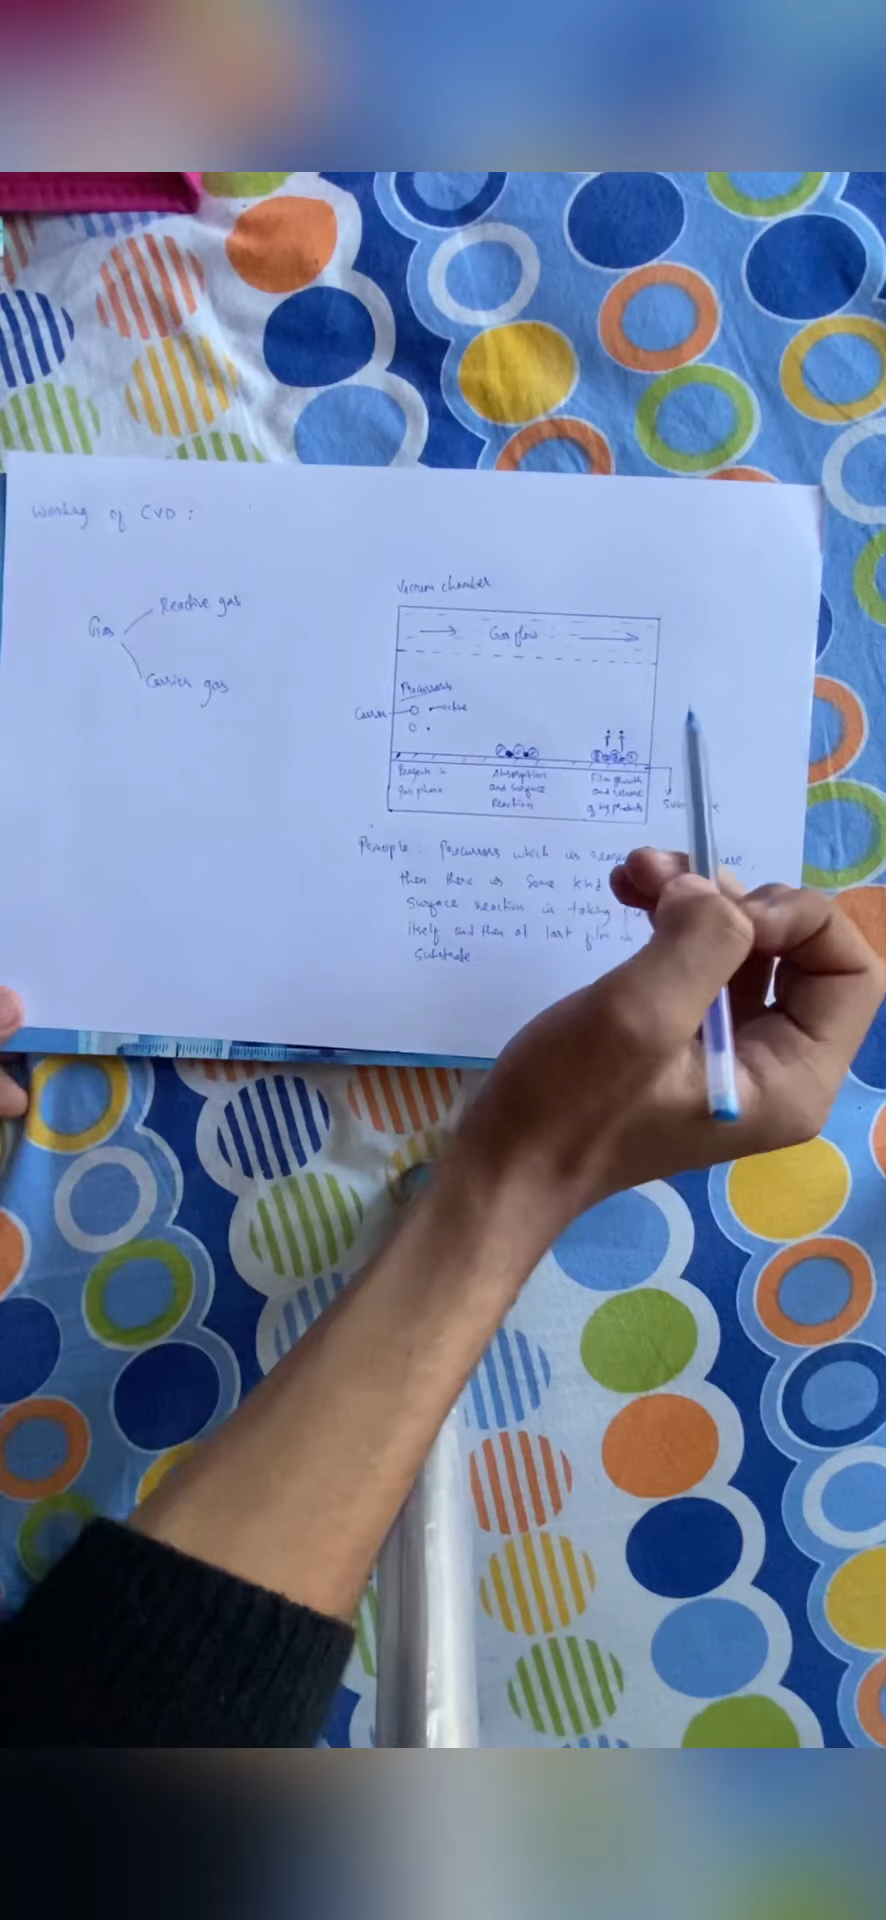 Working of CVD :
Gas
Reactive gas
Carrier gas
Vacuum chamber
Gas flow
Precursors
active
Reagents in
gas phase
Absorption
and surface
Reaction
Film growth
and release
of by products
Principle : Precursors which is
then there is some kind
surface reaction is taking
itself and then at last film
substrate